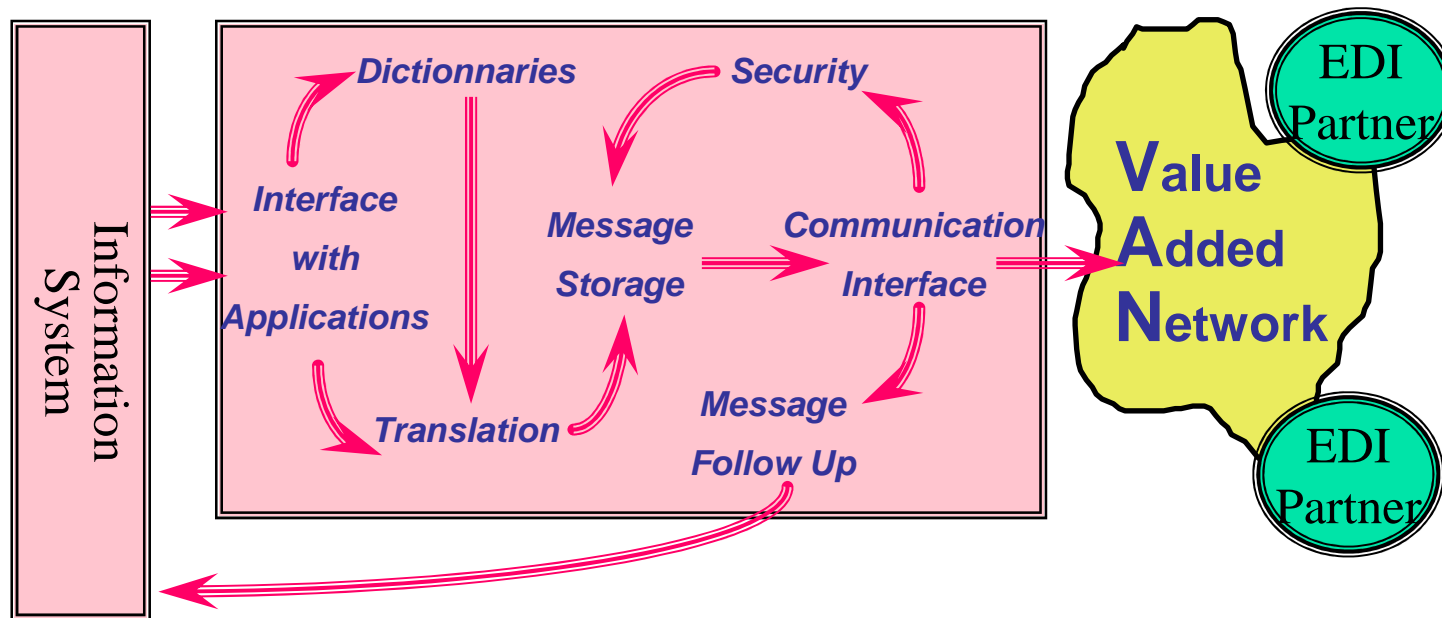 Information
System
Dictionnaries
Interface
with
Applications
Translation
Security
Message
Storage
Communication
Interface
Message
Follow Up
Value
Added
Network
EDI
Partner
EDI
Partner